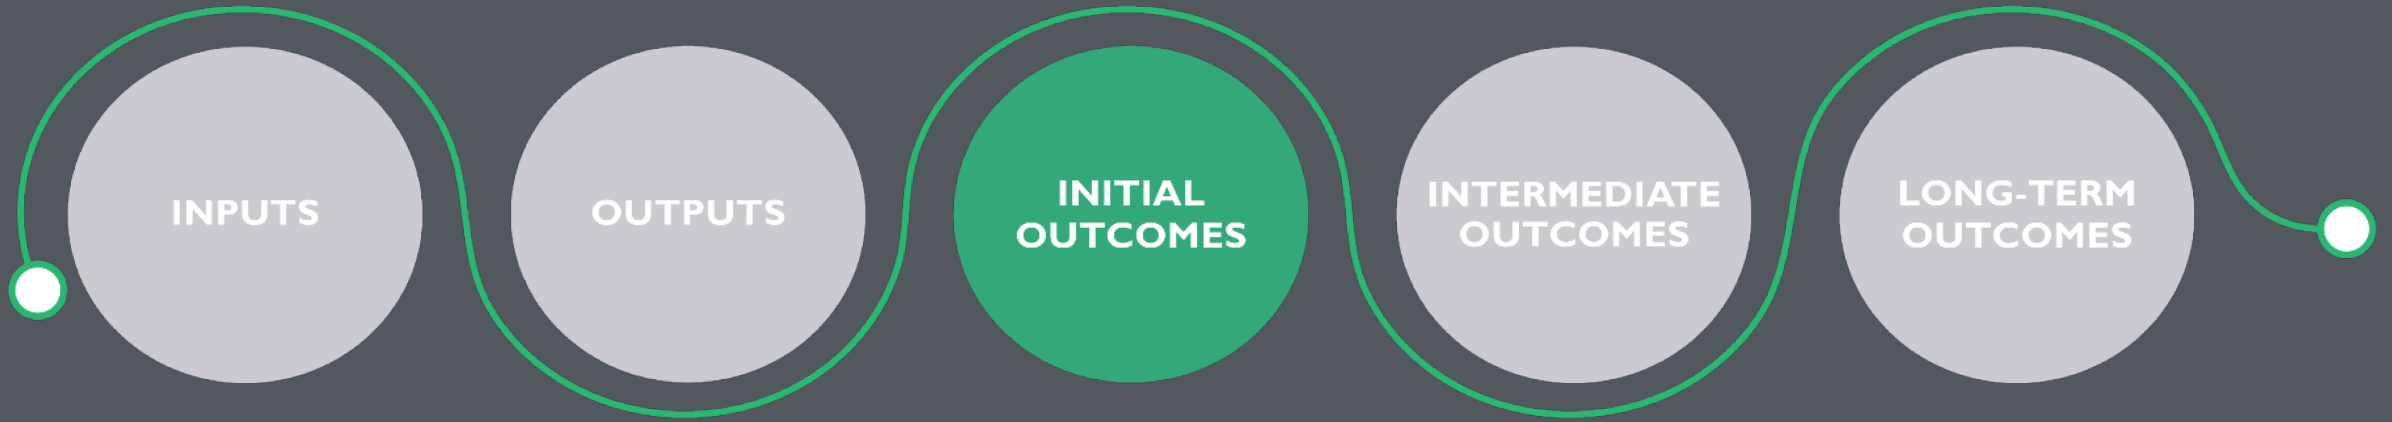 INPUTS
OUTPUTS
INITIAL
OUTCOMES
INTERMEDIATE
OUTCOMES
LONG-TERM
OUTCOMES